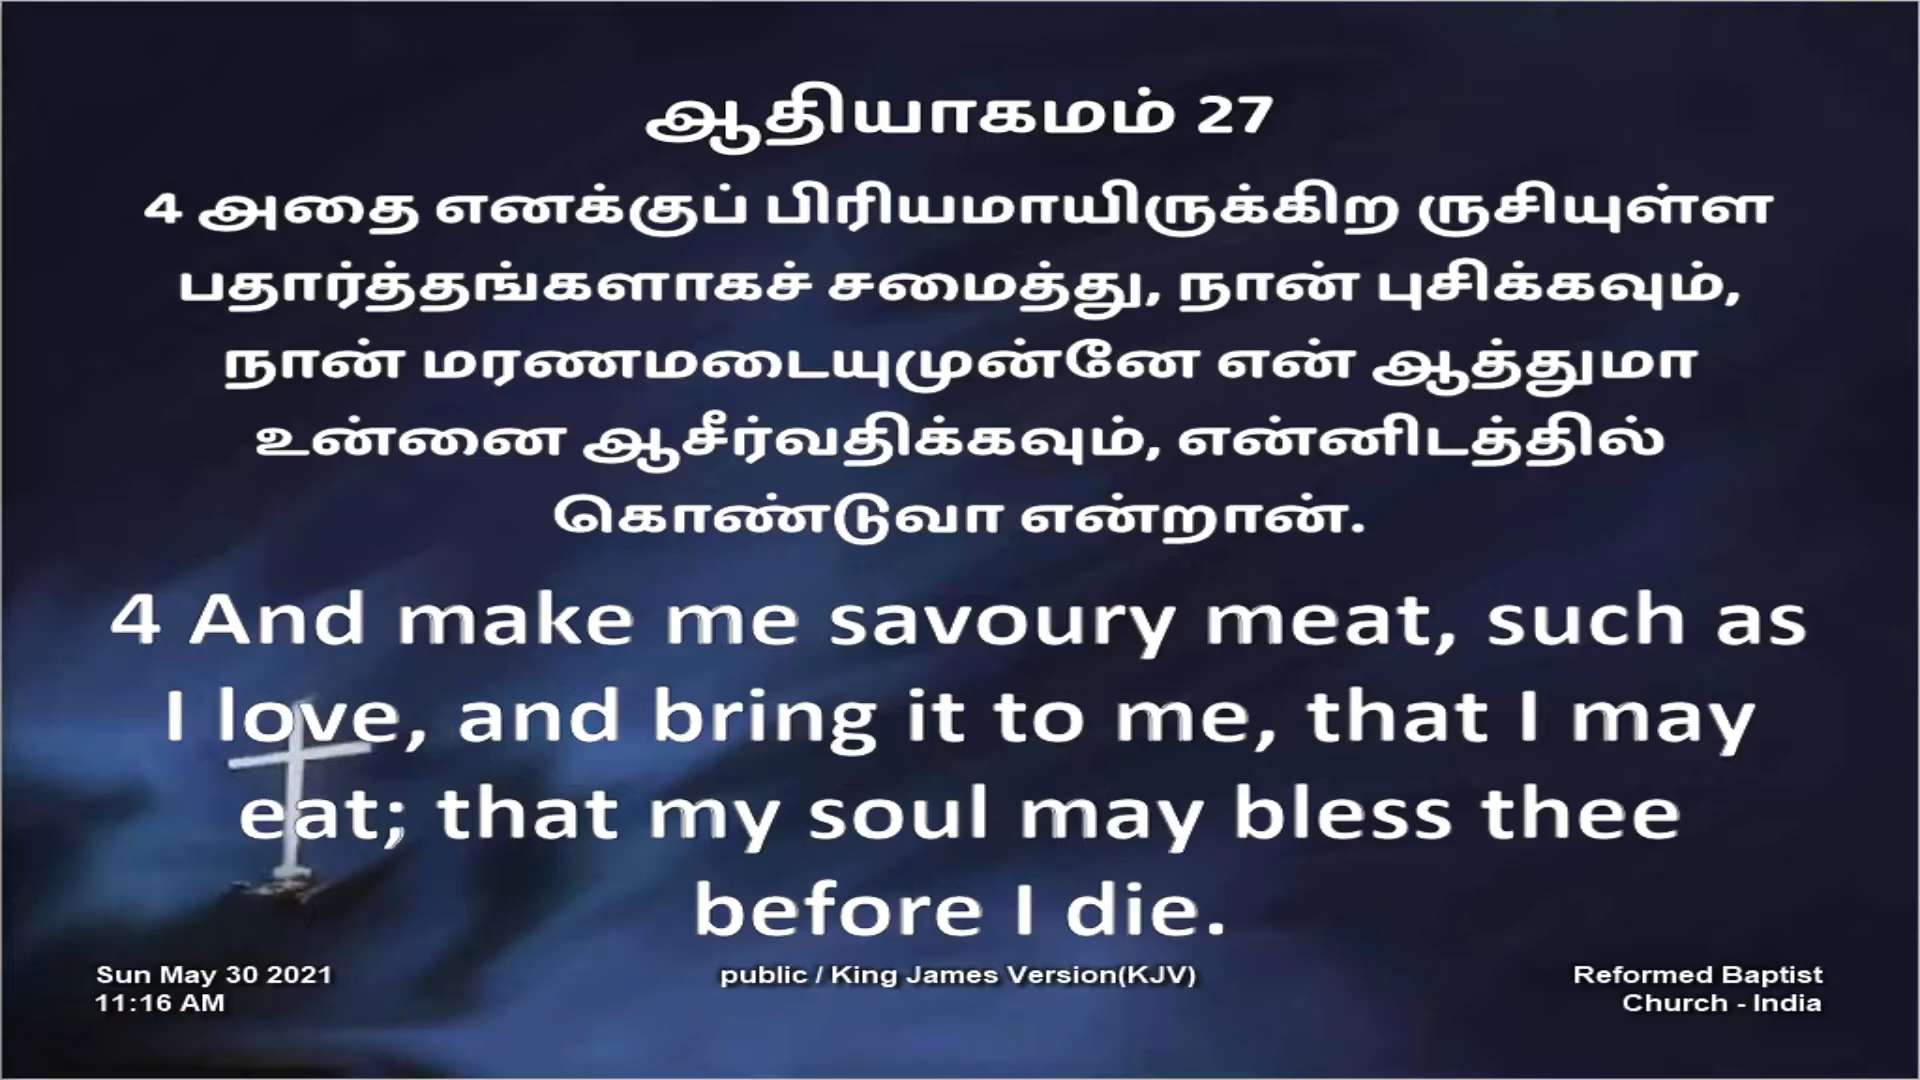 ஆதியாகமம் 27
4 அதை எனக்குப் பிரியமாயிருக்கிற ருசியுள்ள
பதார்த்தங்களாகச் சமைத்து, நான் புசிக்கவும்,
நான் மரணமடையுமுன்னே என் ஆத்துமா
உன்னை ஆசீர்வதிக்கவும், என்னிடத்தில்
கொண்டுவா என்றான்.
4 And make me savoury meat, such as
I love, and bring it to me, that I may
eat; that my soul may bless thee
before I die.
Sun May 30 2021
11:16 AM
public / King James Version(KJV)
Reformed Baptist
Church - India